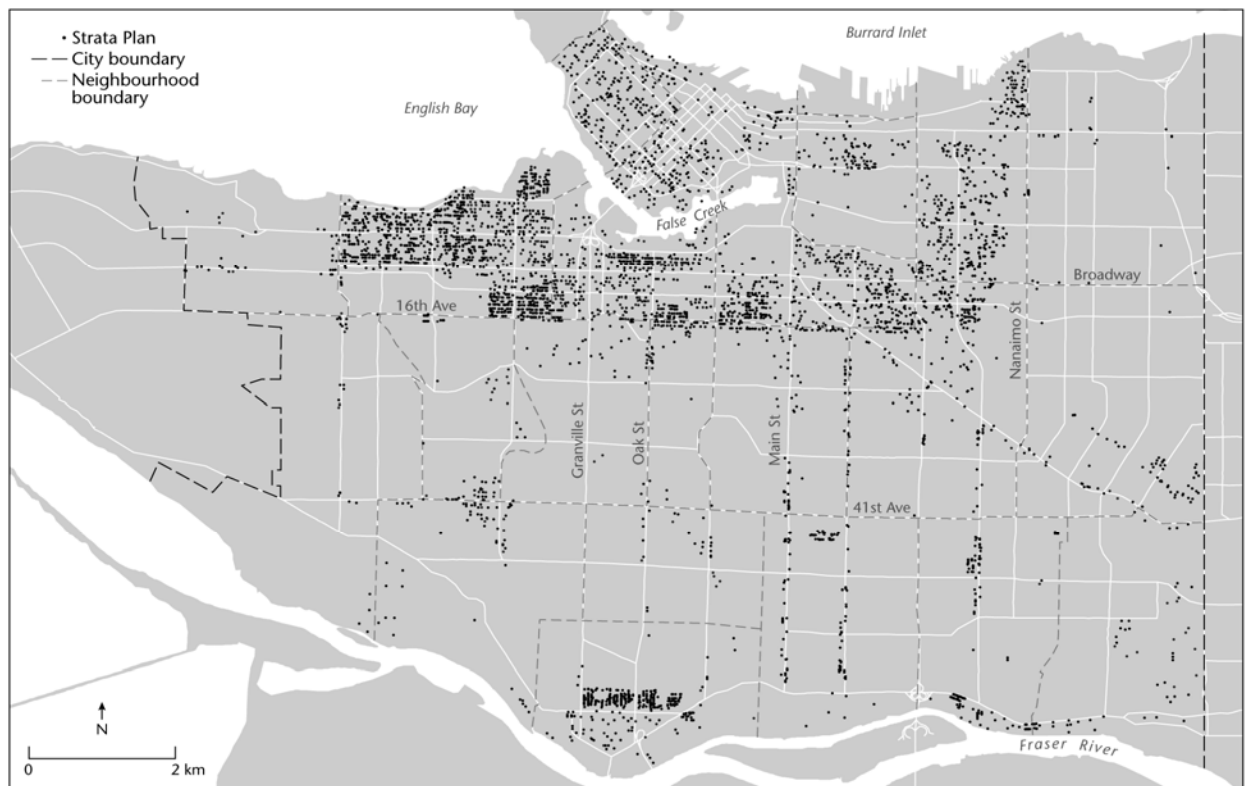 Strata Plan
City boundary
Neighbourhood
boundary
Burrard Inlet
English Bay
False Creek
Broadway
16th Ave
Nanaimo St
Granville St
Oak St
Main St
41st Ave
N
0 2 km
Fraser River